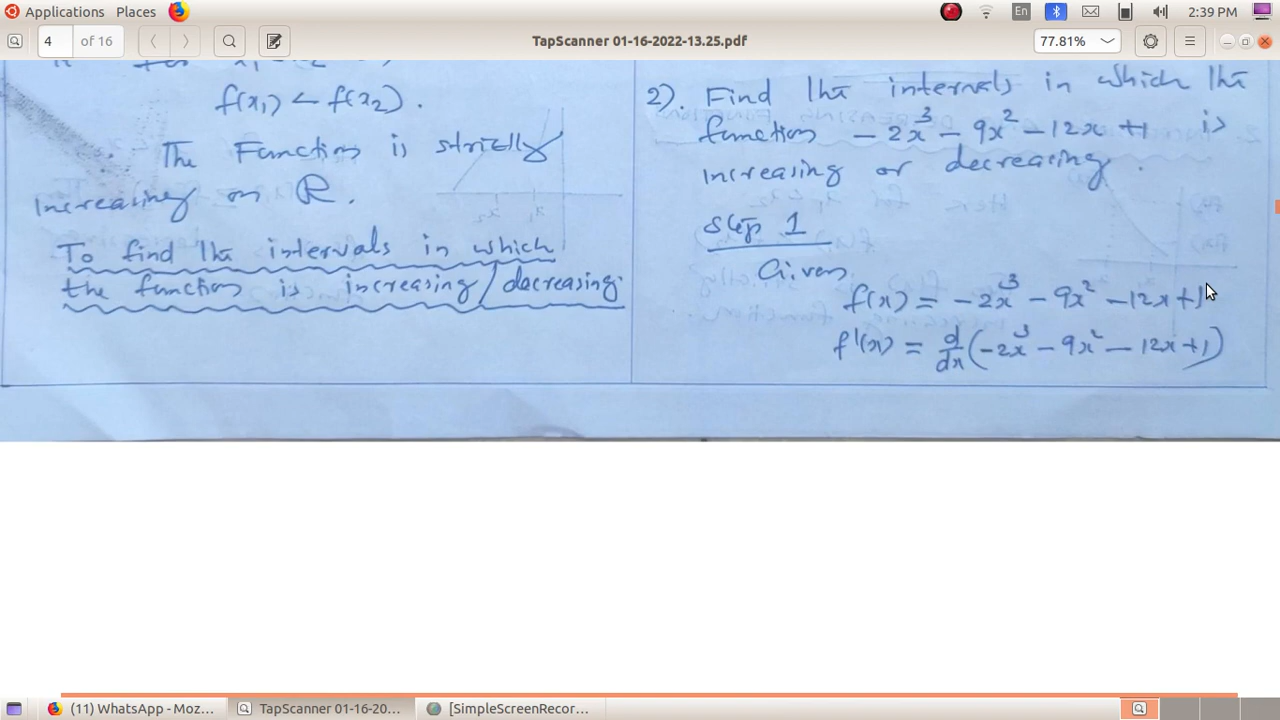 Applications Places
En
2:39 PM
4 of 16
TapScanner 01-16-2022-13.25.pdf
77.81%
f(x₁) < f(x₂).
The Function is strictly
increasing on R.
To find the intervals in which
the function is increasing/decreasing.
2). Find the intervals in which the
function -2x³ - 9x² - 12x + 1 is
increasing or decreasing.
Step 1
Given
f(x) = -2x³ - 9x² - 12x + 1
f'(x) = d/dx (-2x³ - 9x² - 12x + 1)
(11) WhatsApp - Moz...
TapScanner 01-16-20...
[SimpleScreenRecor...